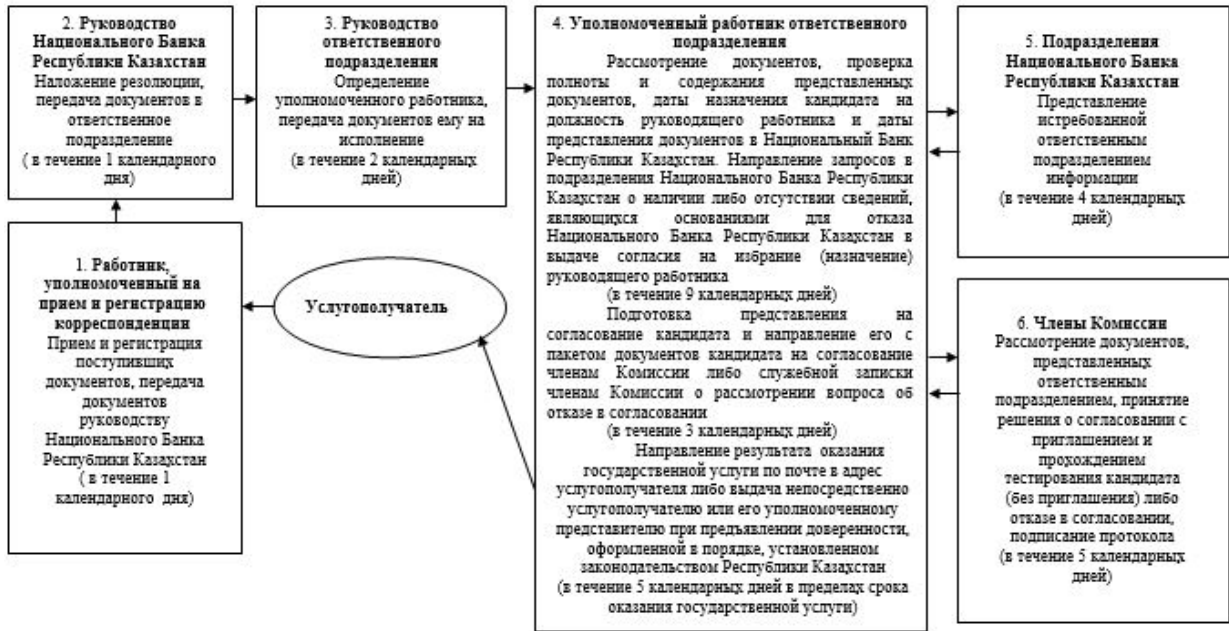 2. Руководство
Национального Банка
Республики Казахстан
Наложение резолюции,
передача документов в
ответственное
подразделение
( в течение 1 календарного
дня)
3. Руководство
ответственного
подразделения
Определение
уполномоченного работника,
передача документов ему на
исполнение
(в течение 2 календарных
дней)
4. Уполномоченный работник ответственного
подразделения
Рассмотрение документов, проверка
полноты и содержания представленных
документов, даты назначения кандидата на
должность руководящего работника и даты
представления документов в Национальный Банк
Республики Казахстан. Направление запросов в
подразделения Национального Банка Республики
Казахстан о наличии либо отсутствии сведений,
являющихся основаниями для отказа
Национального Банка Республики Казахстан в
выдаче согласия на избрание (назначение)
руководящего работника
(в течение 9 календарных дней)
Подготовка представления на
согласование кандидата и направление его с
пакетом документов кандидата на согласование
членам Комиссии либо служебной записки
членам Комиссии о рассмотрении вопроса об
отказе в согласовании
(в течение 3 календарных дней)
Направление результата оказания
государственной услуги по почте в адрес
услугополучателя либо выдача непосредственно
услугополучателю или его уполномоченному
представителю при предъявлении доверенности,
оформленной в порядке, установленном
законодательством Республики Казахстан
(в течение 5 календарных дней в пределах срока
оказания государственной услуги)
5. Подразделения
Национального Банка
Республики Казахстан
Представление
истребованной
ответственным
подразделением
информации
(в течение 4 календарных
дней)
1. Работник,
уполномоченный на
прием и регистрацию
корреспонденции
Прием и регистрация
поступивших
документов, передача
документов
руководству
Национального Банка
Республики Казахстан
( в течение 1
календарного дня)
Услугополучатель
6. Члены Комиссии
Рассмотрение документов,
представленных
ответственным
подразделением, принятие
решения о согласовании с
приглашением и
прохождением
тестирования кандидата
(без приглашения) либо
отказе в согласовании,
подписание протокола
(в течение 5 календарных
дней)